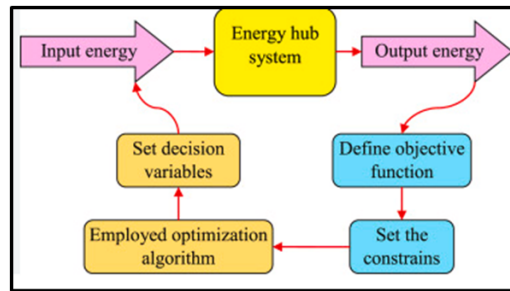 Input energy
Energy hub
system
Output energy
Set decision
variables
Define objective
function
Employed optimization
algorithm
Set the
constrains